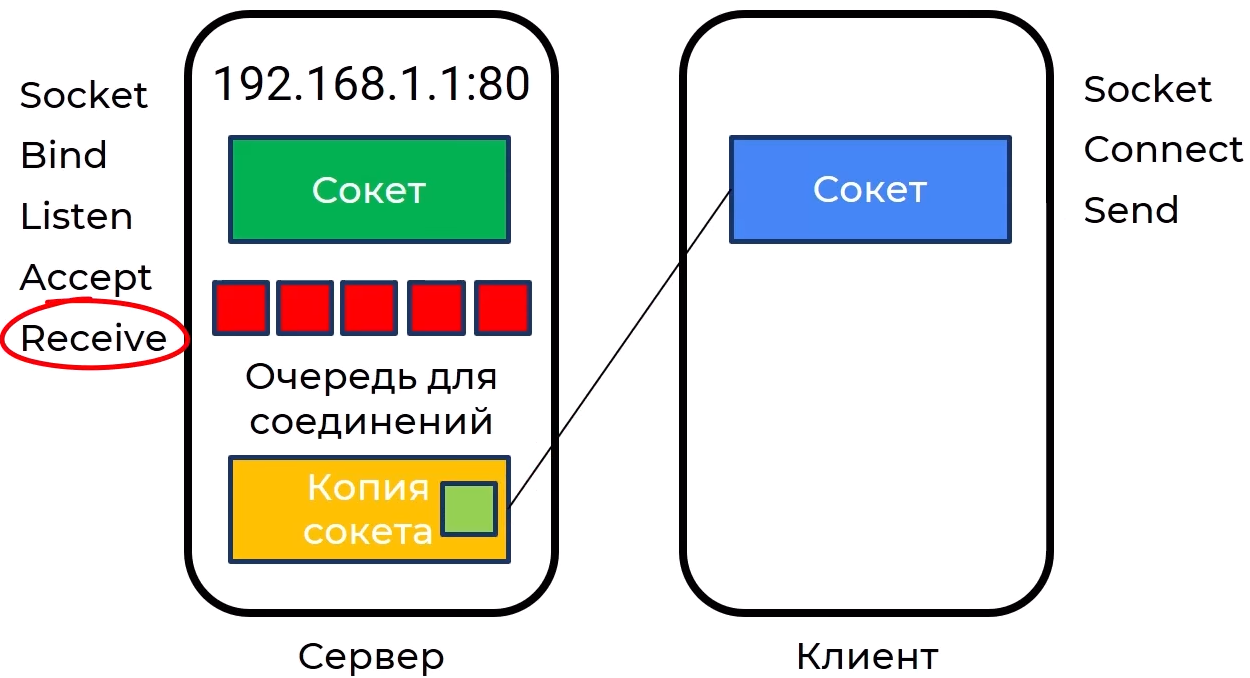 Socket
Bind
Listen
Accept
Receive
192.168.1.1:80
Сокет
Очередь для
соединений
Копия
сокета
Сервер
Сокет
Клиент
Socket
Connect
Send